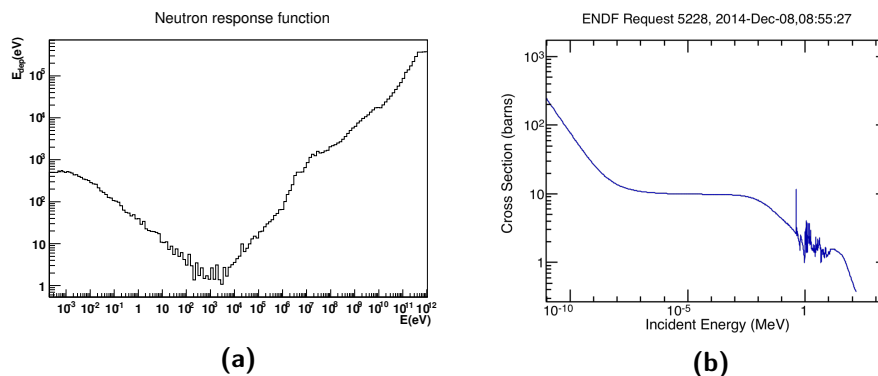 Neutron response function
E_dep(eV)
10^5
10^4
10^3
10^2
10
1
10^-3 10^-2 10^-1 1 10 10^2 10^3 10^4 10^5 10^6 10^7 10^8 10^9 10^10 10^11 10^12
E(eV)
(a)
ENDF Request 5228, 2014-Dec-08,08:55:27
Cross Section (barns)
10^3
10^2
10
1
10^-10 10^-5 1
Incident Energy (MeV)
(b)